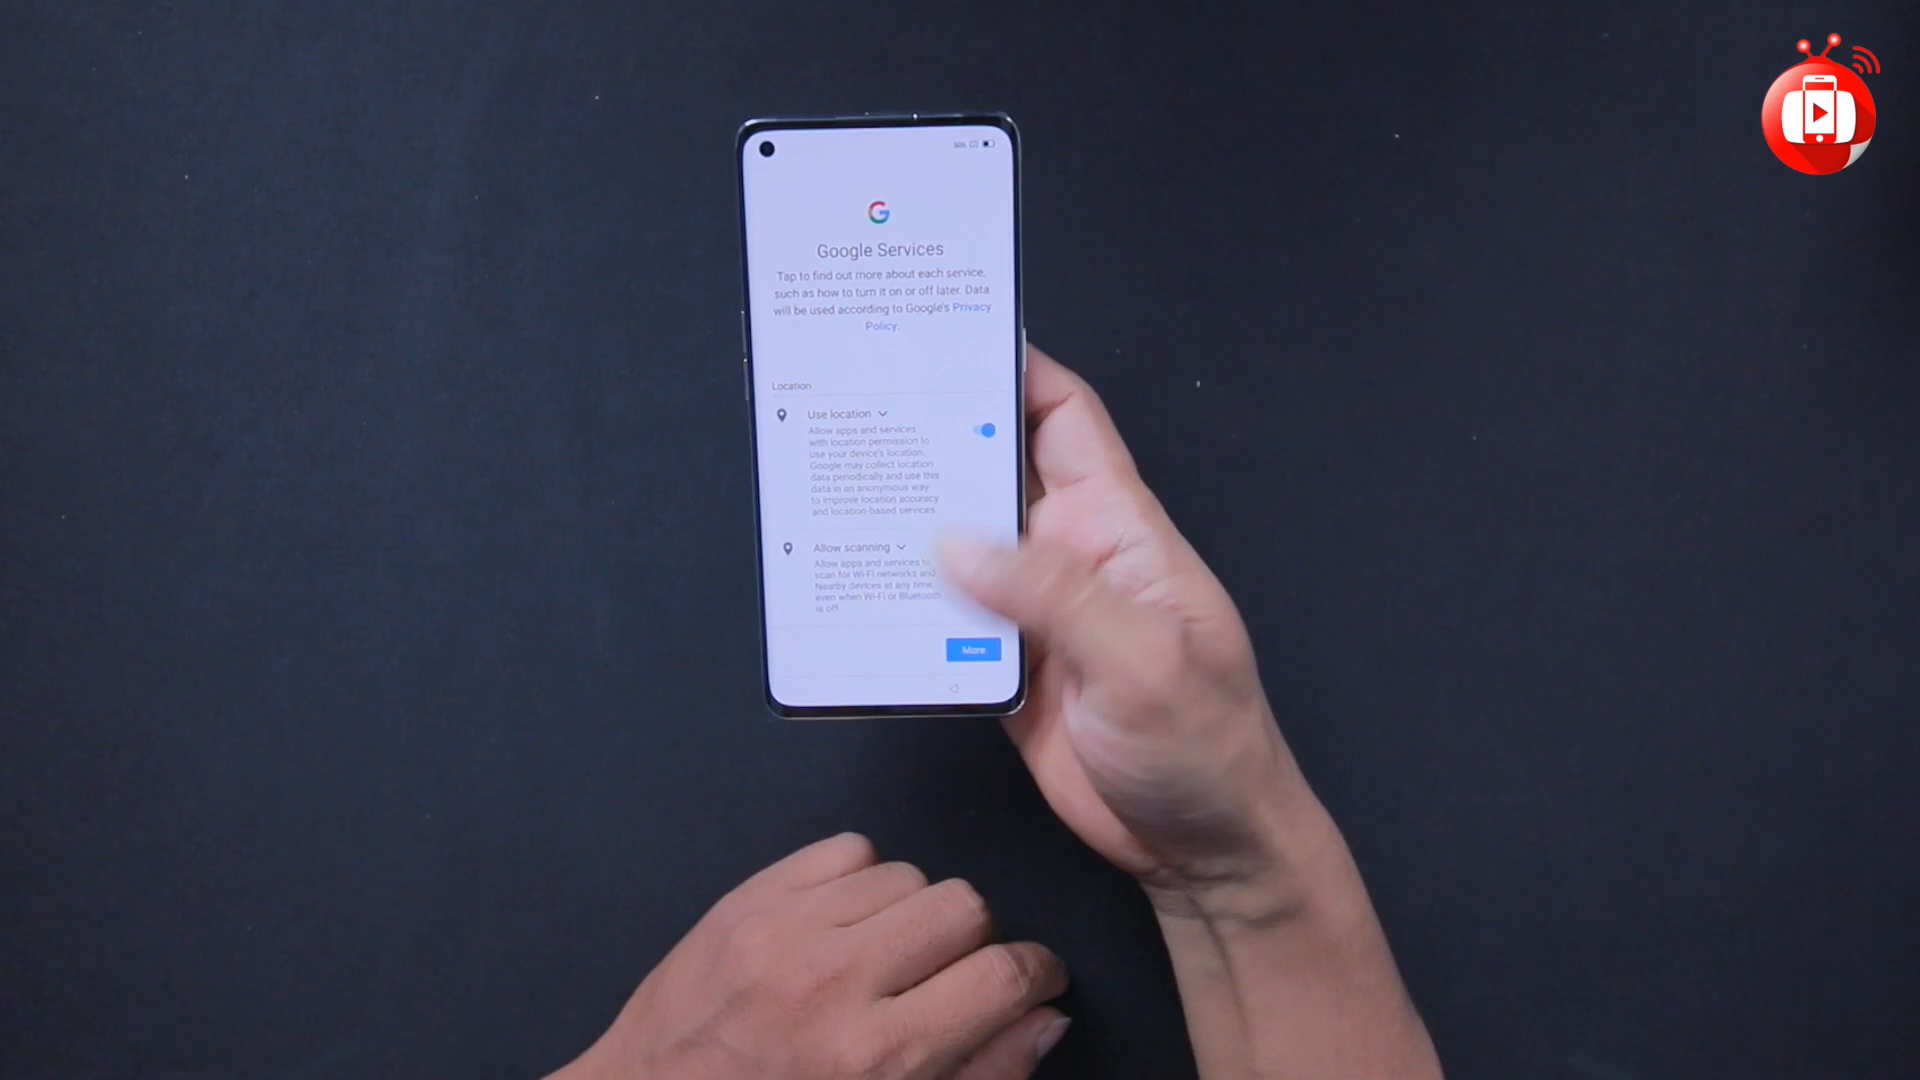 Google Services
Tap to find out more about each service,
such as how to turn it on or off later. Data
will be used according to Google's Privacy
Policy.
Location
Use location
Allow apps and services
with location permission to
use your device's location.
Google may collect location
data periodically and use this
data in an anonymous way
to improve location accuracy
and location-based services.
Allow scanning
Allow apps and services to
scan for Wi-Fi networks and
Nearby devices at any time,
even when Wi-Fi or Bluetooth
is off.
More